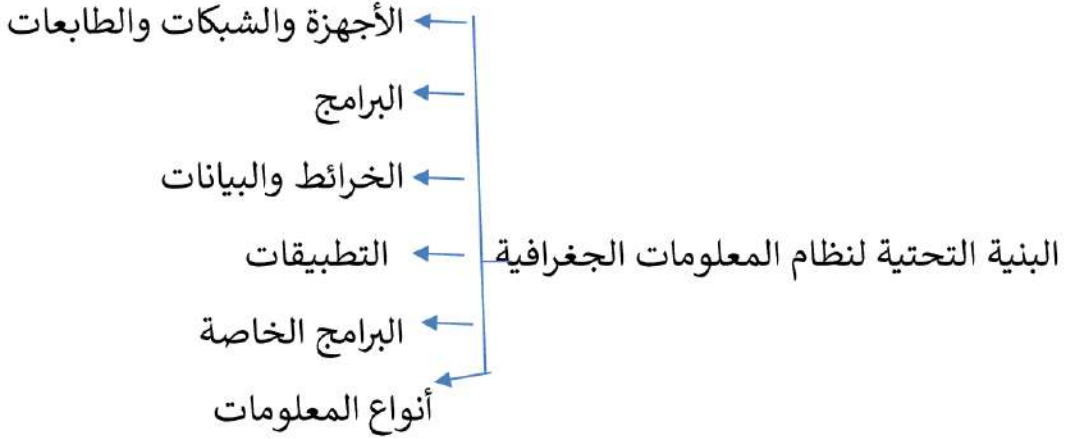 الأجهزة والشبكات والطابعات
البرامج
الخرائط والبيانات
البنية التحتية لنظام المعلومات الجغرافية
التطبيقات
البرامج الخاصة
أنواع المعلومات